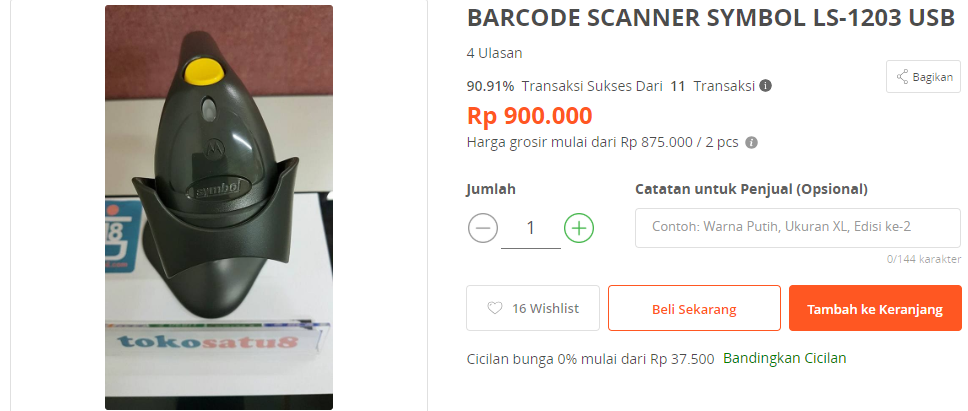 BARCODE SCANNER SYMBOL LS-1203 USB
4 Ulasan
90.91% Transaksi Sukses Dari 11 Transaksi
Bagikan
Rp 900.000
Harga grosir mulai dari Rp 875.000 / 2 pcs
Jumlah
Catatan untuk Penjual (Opsional)
1
Contoh: Warna Putih, Ukuran XL, Edisi ke-2
0/144 karakter
16 Wishlist
Beli Sekarang
Tambah ke Keranjang
Cicilan bunga 0% mulai dari Rp 37.500 Bandingkan Cicilan
symbol
tokosatu8